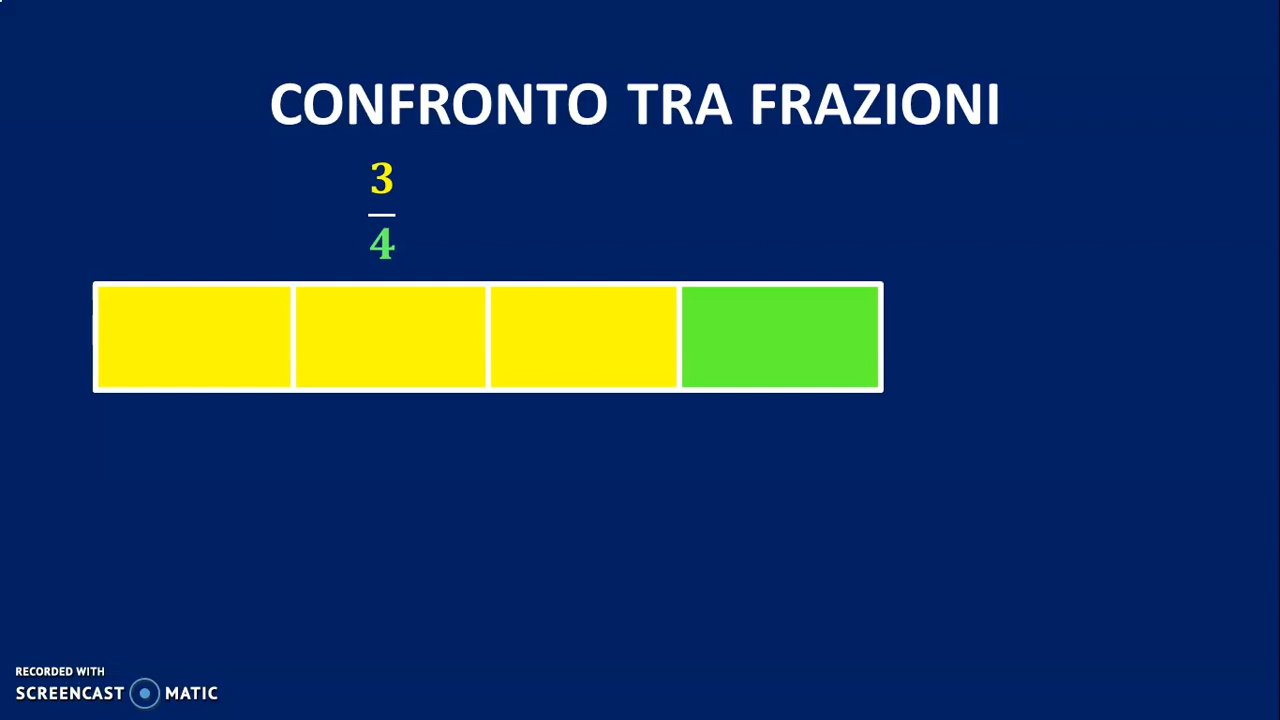 CONFRONTO TRA FRAZIONI
3
4
RECORDED WITH
SCREENCAST MATIC